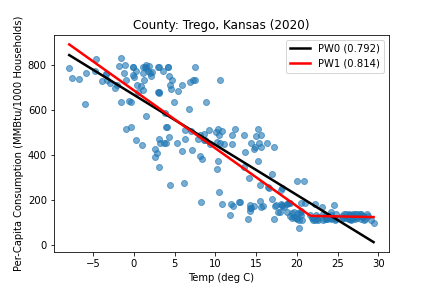 County: Trego, Kansas (2020)
Per-Capita Consumption (MMBtu/1000 Households)
800
600
400
200
0
PW0 (0.792)
PW1 (0.814)
−5 0 5 10 15 20 25 30
Temp (deg C)